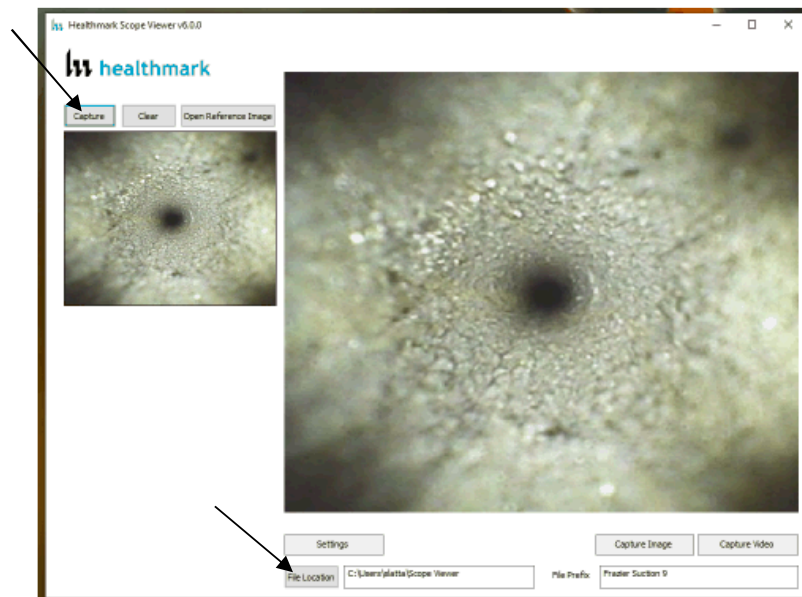 Healthmark Scope Viewer v6.0.0
healthmark
Capture Clear Open Reference Image
Settings Capture Image Capture Video
File Location C:\Users\slatta\Scope Viewer File Prefix Frazier Suction 9